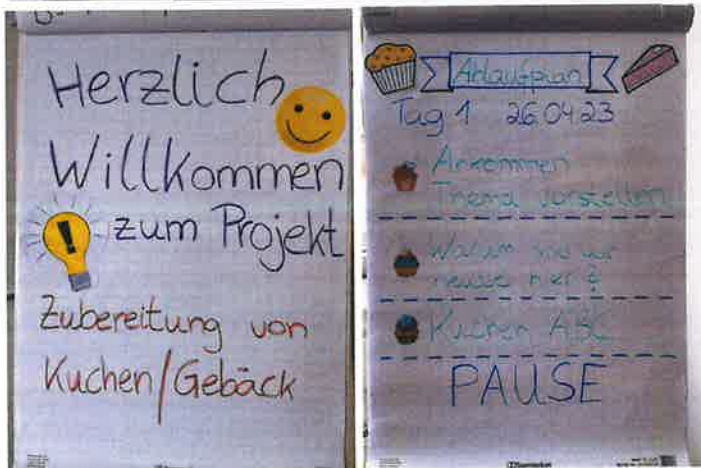 Herzlich
Willkommen
zum Projekt
Zubereitung von
Kuchen/Gebäck
Ablaufplan
Tag 1 26.04.23
Ankommen
Thema vorstellen
Warum sind wir
heute hier?
Kuchen ABC
PAUSE